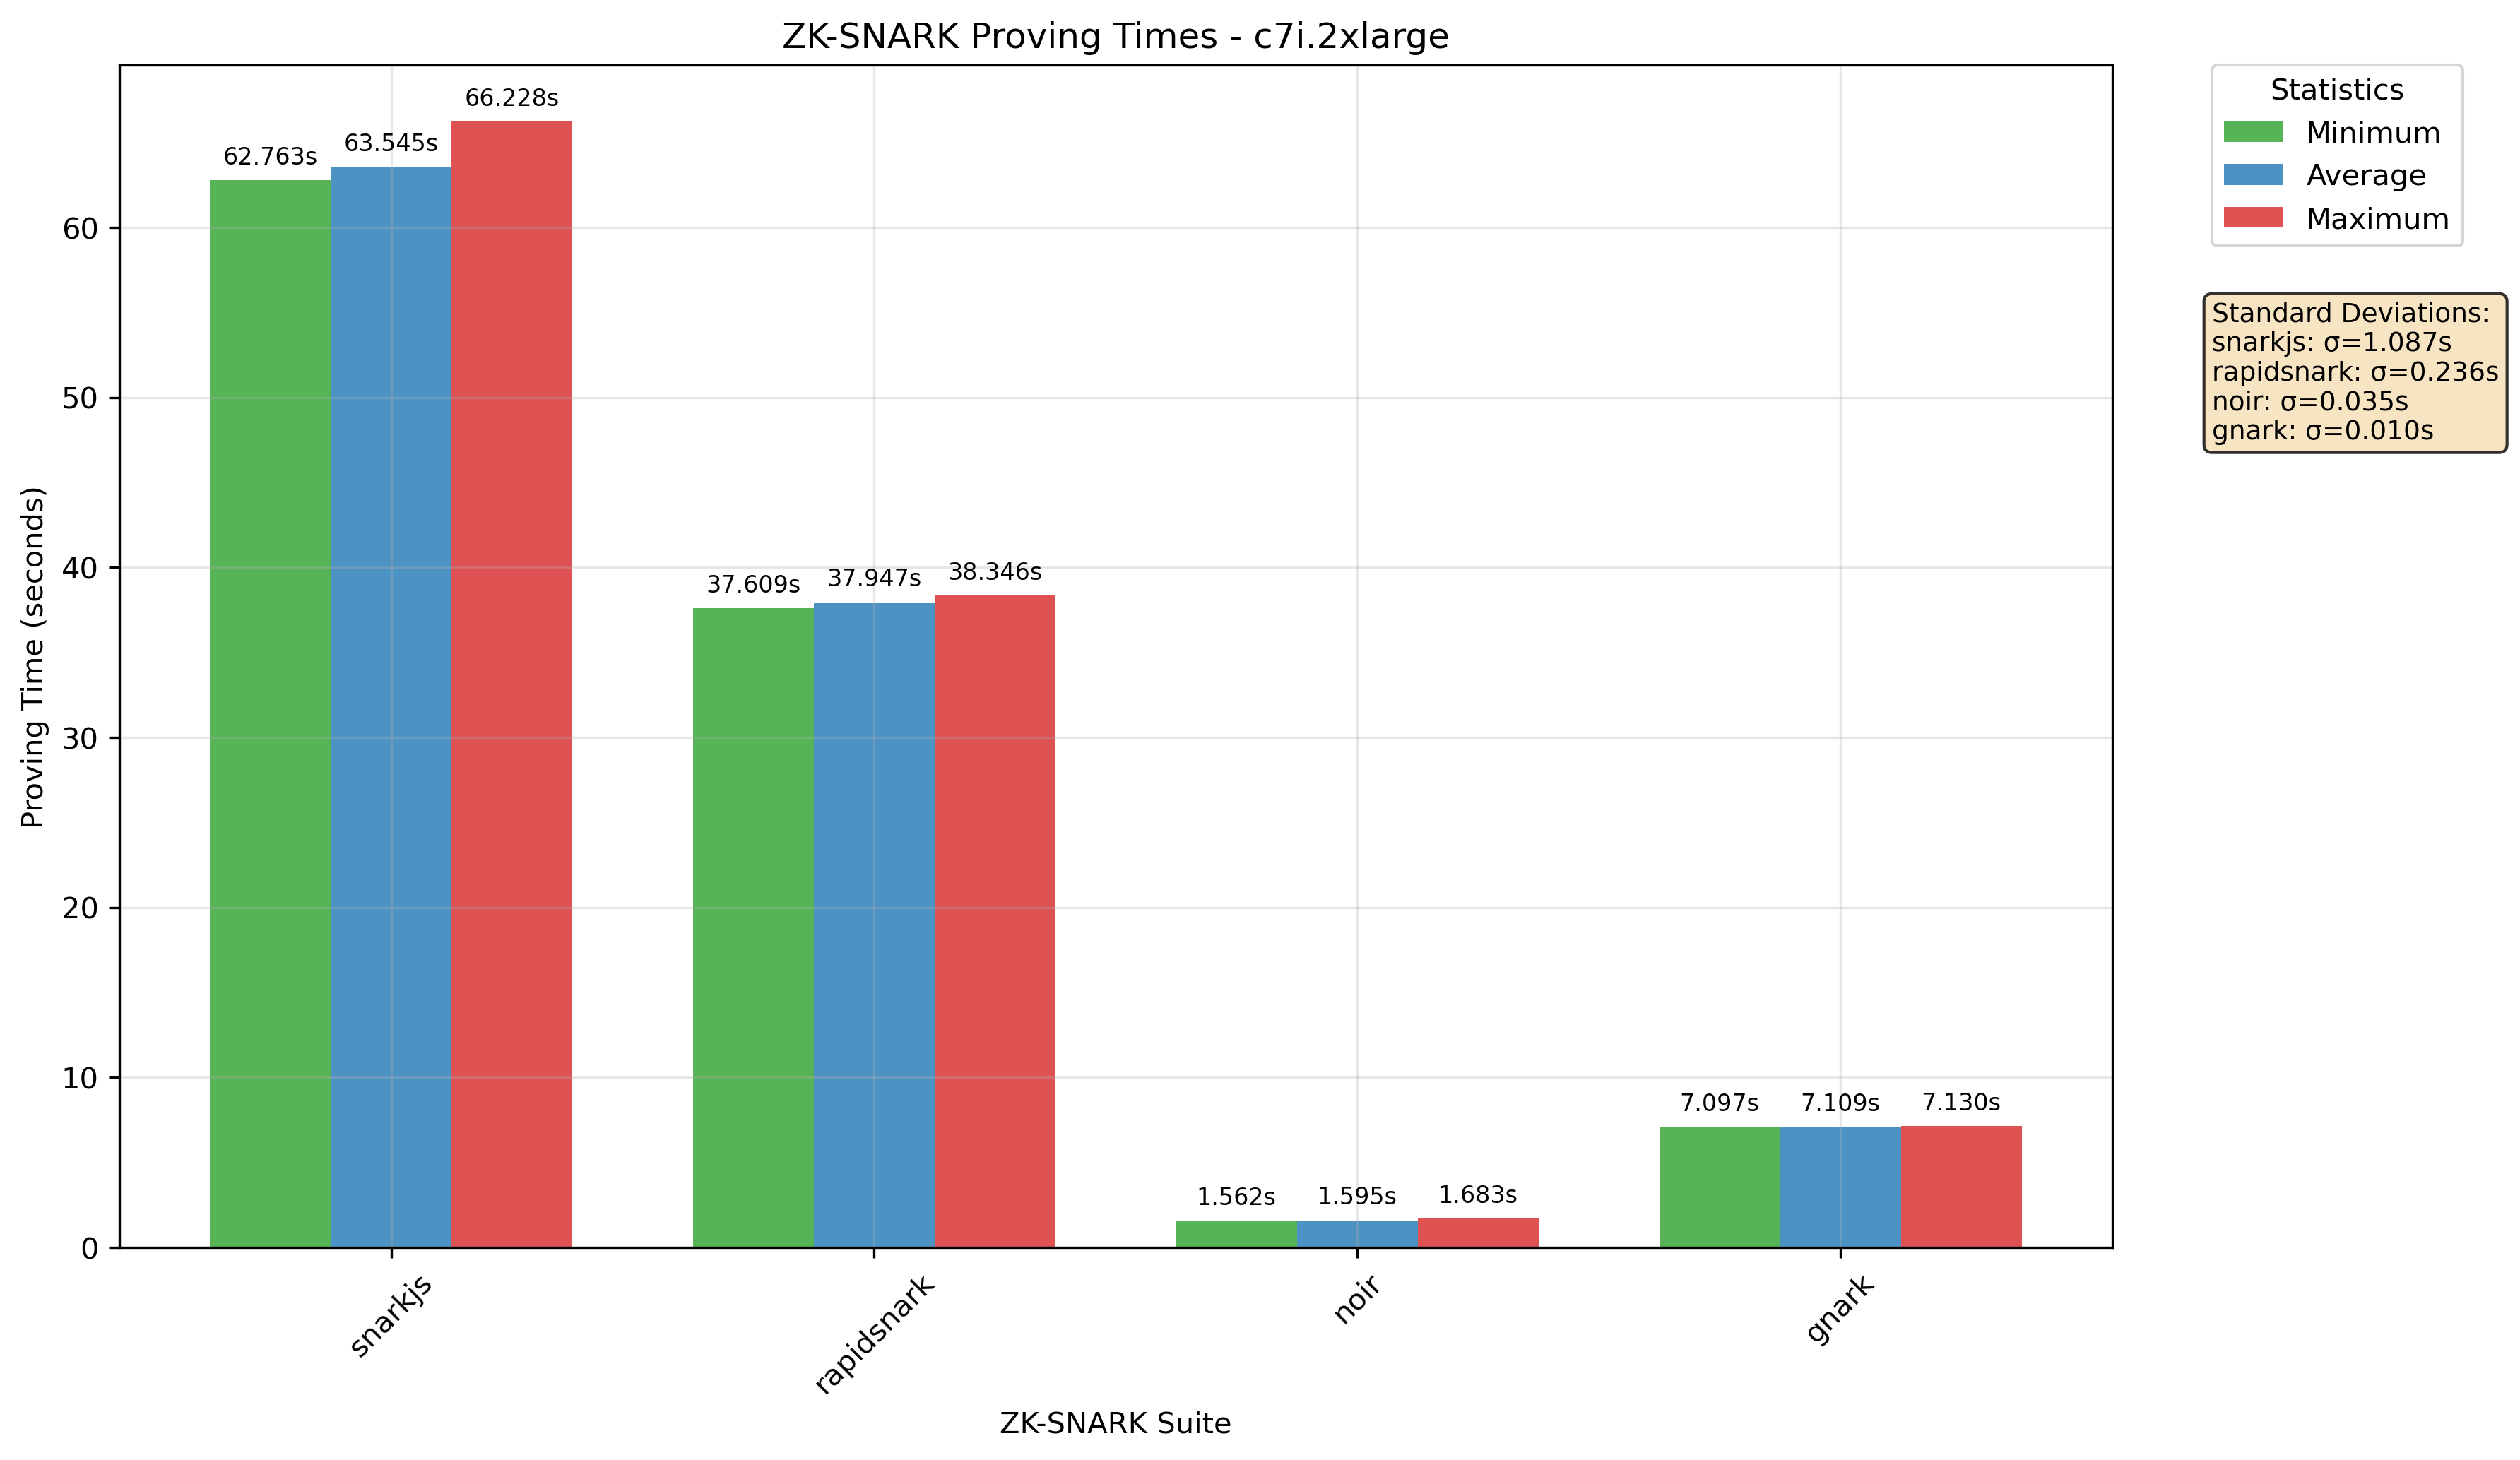 ZK-SNARK Proving Times - c7i.2xlarge
Proving Time (seconds)
60
50
40
30
20
10
0
62.763s
63.545s
66.228s
37.609s
37.947s
38.346s
1.562s
1.595s
1.683s
7.097s
7.109s
7.130s
snarkjs
rapidsnark
noir
gnark
ZK-SNARK Suite
Statistics
Minimum
Average
Maximum
Standard Deviations:
snarkjs: σ=1.087s
rapidsnark: σ=0.236s
noir: σ=0.035s
gnark: σ=0.010s